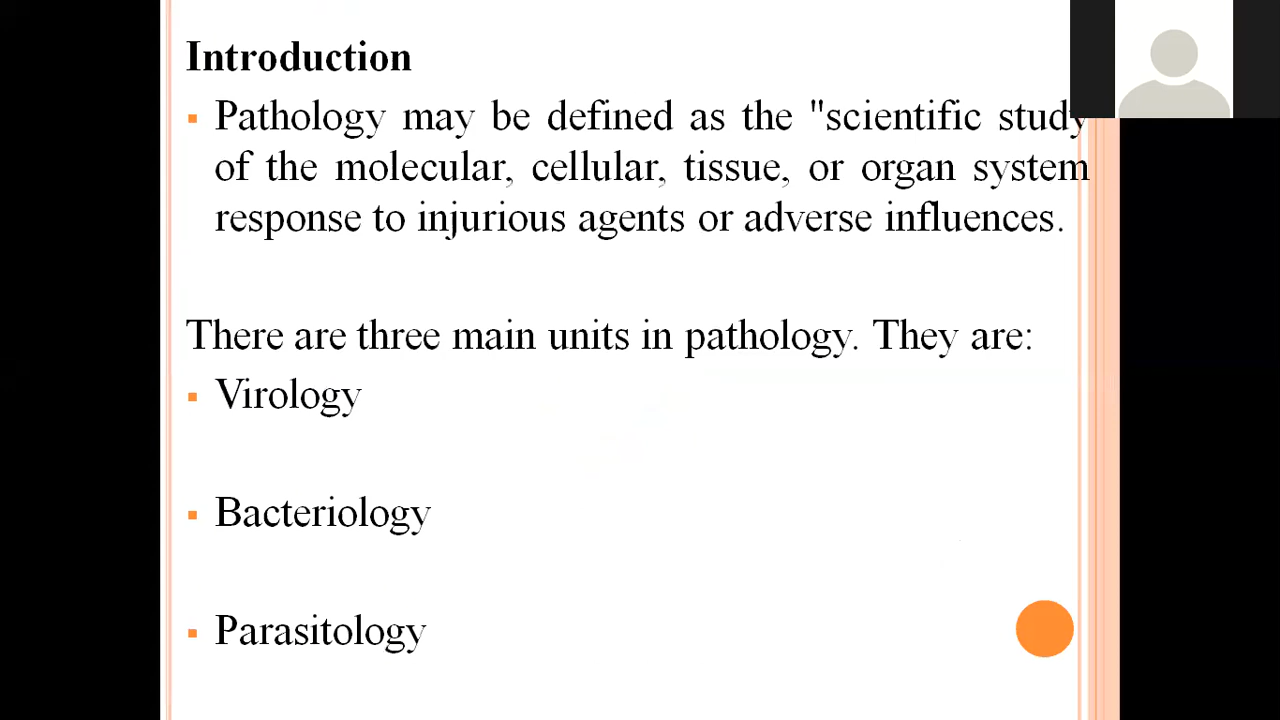 Introduction
▪ Pathology may be defined as the "scientific study
of the molecular, cellular, tissue, or organ system
response to injurious agents or adverse influences.
There are three main units in pathology. They are:
▪ Virology
▪ Bacteriology
▪ Parasitology